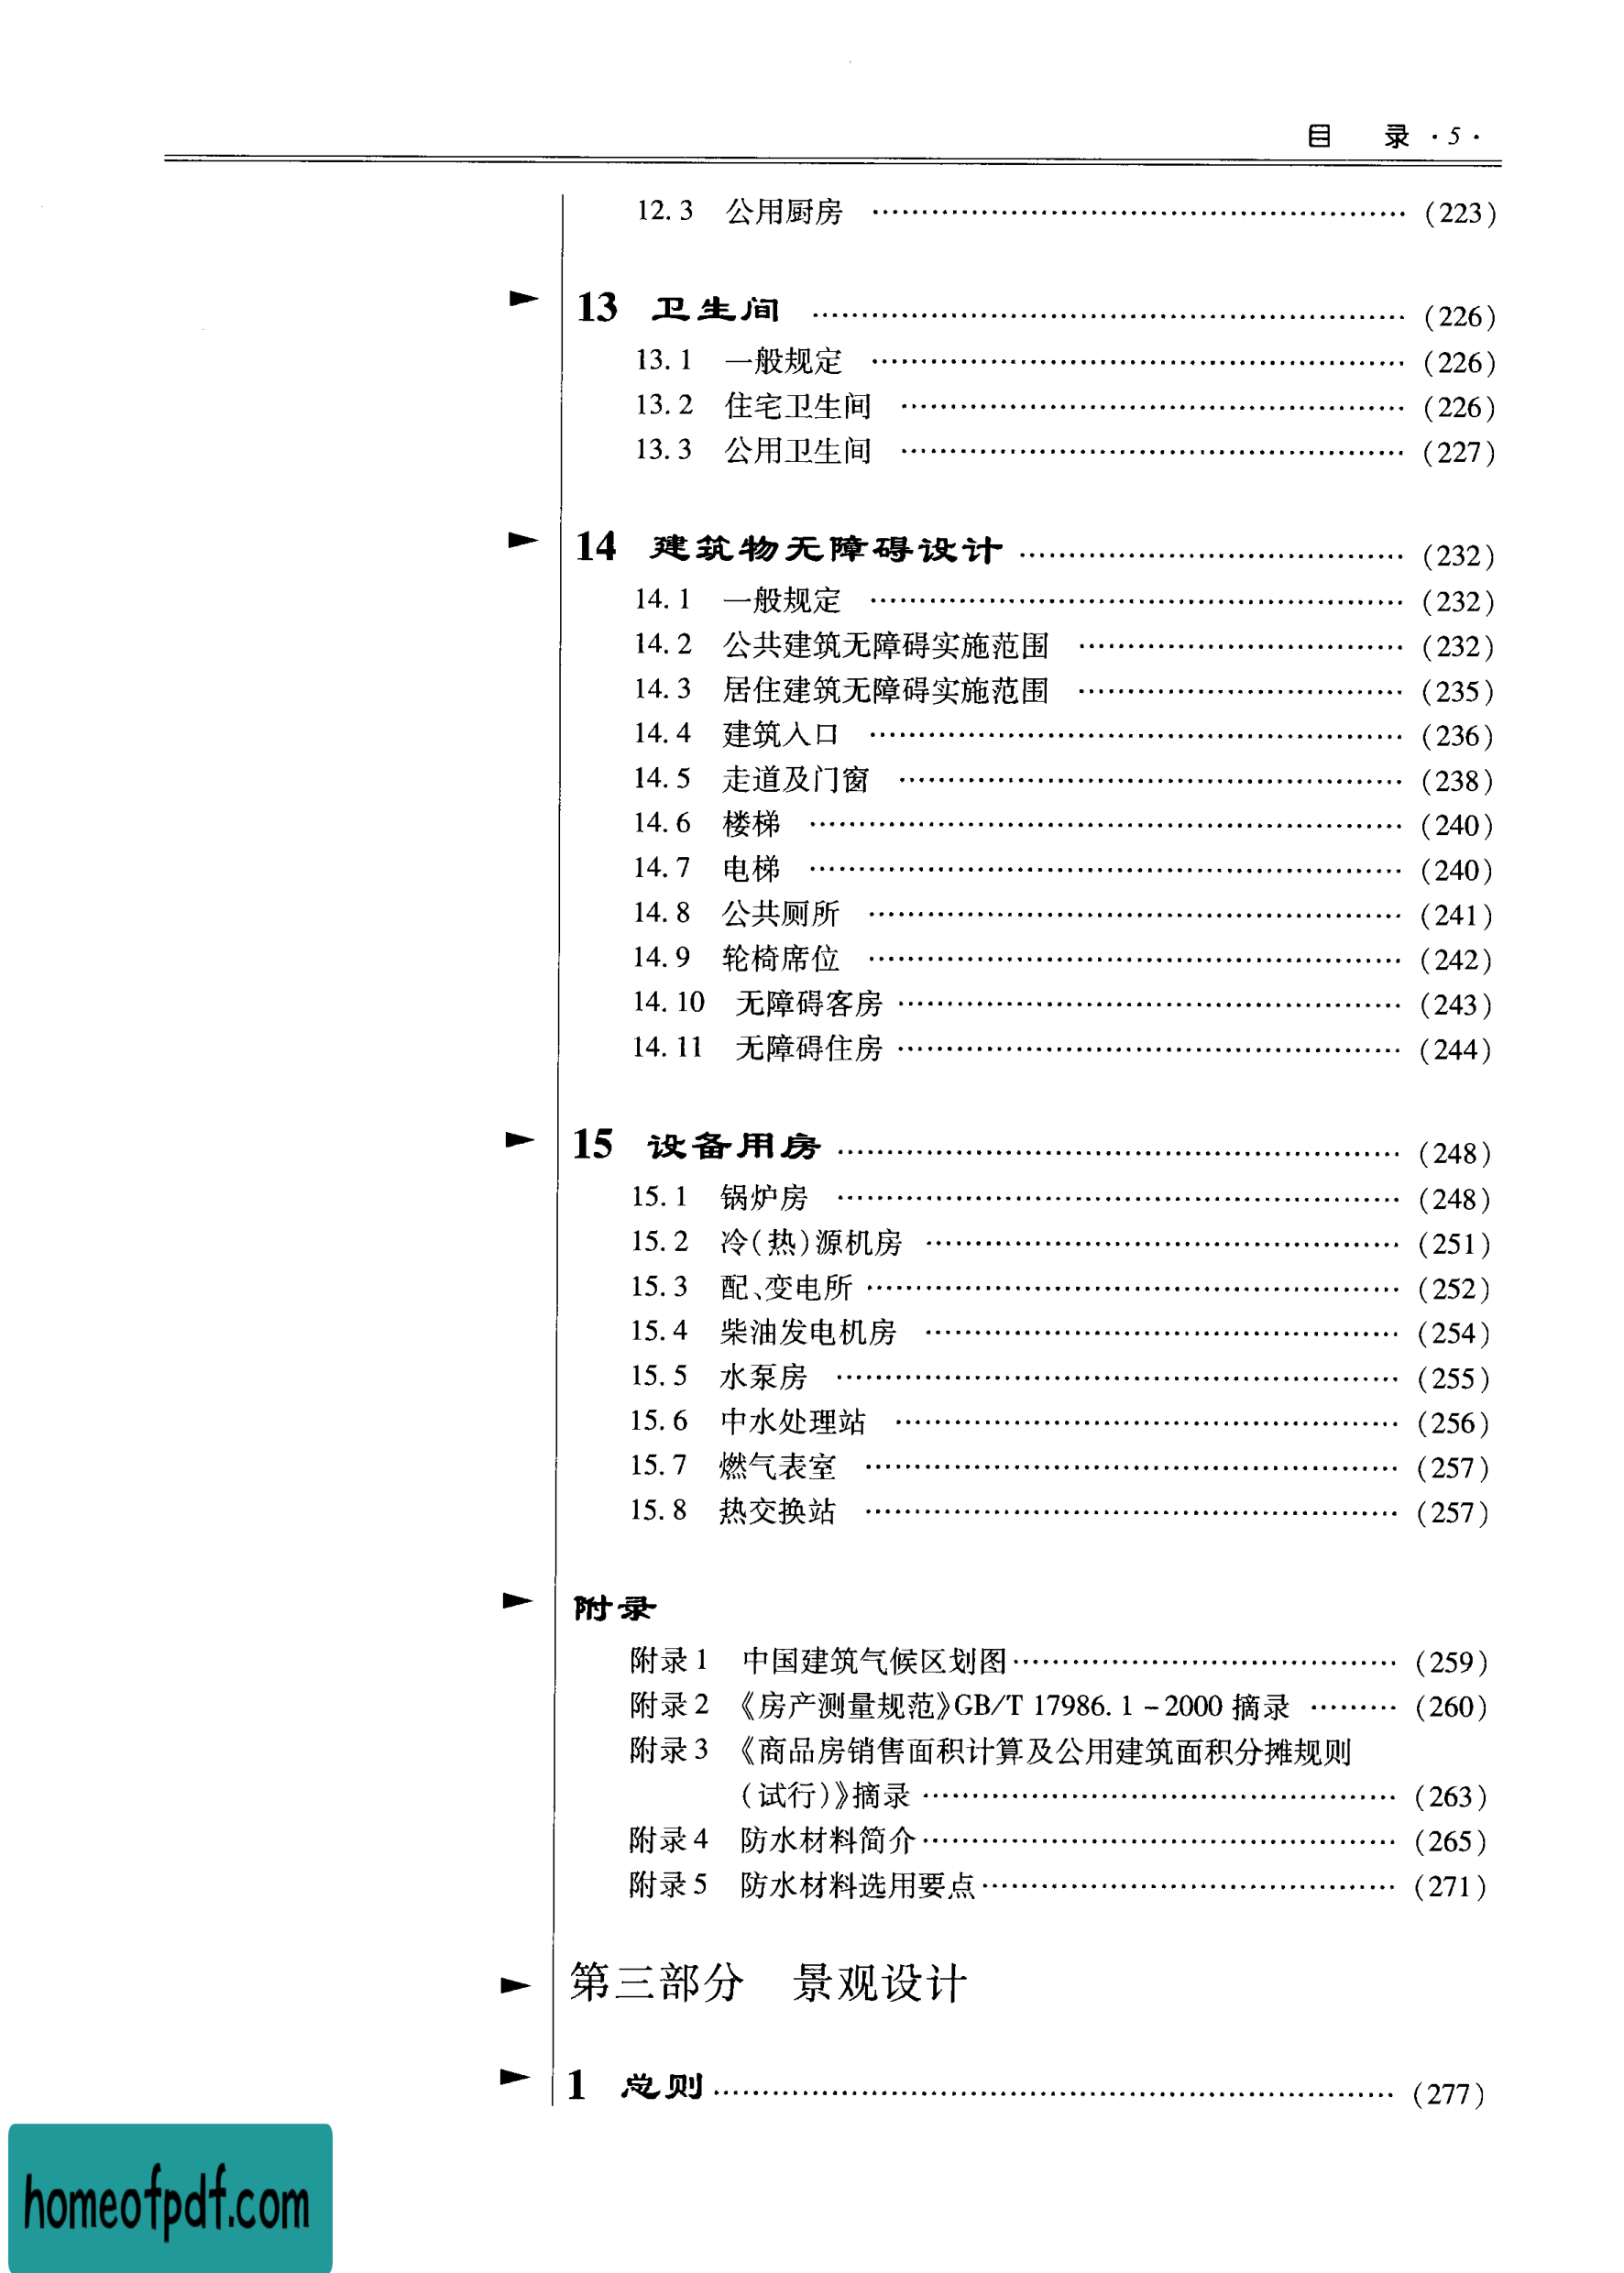 目 录 · 5 ·
12.3 公用厨房 …………………………………………… (223)
13 卫生间 …………………………………………… (226)
13.1 一般规定 …………………………………………… (226)
13.2 住宅卫生间 …………………………………………… (226)
13.3 公用卫生间 …………………………………………… (227)
14 建筑物无障碍设计 ……………………………… (232)
14.1 一般规定 …………………………………………… (232)
14.2 公共建筑无障碍实施范围 ………………………… (232)
14.3 居住建筑无障碍实施范围 ………………………… (235)
14.4 建筑入口 …………………………………………… (236)
14.5 走道及门窗 …………………………………………… (238)
14.6 楼梯 …………………………………………… (240)
14.7 电梯 …………………………………………… (240)
14.8 公共厕所 …………………………………………… (241)
14.9 轮椅席位 …………………………………………… (242)
14.10 无障碍客房 …………………………………………… (243)
14.11 无障碍住房 …………………………………………… (244)
15 设备用房 …………………………………………… (248)
15.1 锅炉房 …………………………………………… (248)
15.2 冷(热)源机房 ……………………………………… (251)
15.3 配、变电所 …………………………………………… (252)
15.4 柴油发电机房 ……………………………………… (254)
15.5 水泵房 …………………………………………… (255)
15.6 中水处理站 …………………………………………… (256)
15.7 燃气表室 …………………………………………… (257)
15.8 热交换站 …………………………………………… (257)
附录
附录1 中国建筑气候区划图 ……………………………… (259)
附录2 《房产测量规范》GB/T 17986.1-2000 摘录 ……… (260)
附录3 《商品房销售面积计算及公用建筑面积分摊规则
(试行)》摘录 ……………………………………… (263)
附录4 防水材料简介 ……………………………………… (265)
附录5 防水材料选用要点 ………………………………… (271)
第三部分 景观设计
1 总则 …………………………………………… (277)
homeofpdf.com